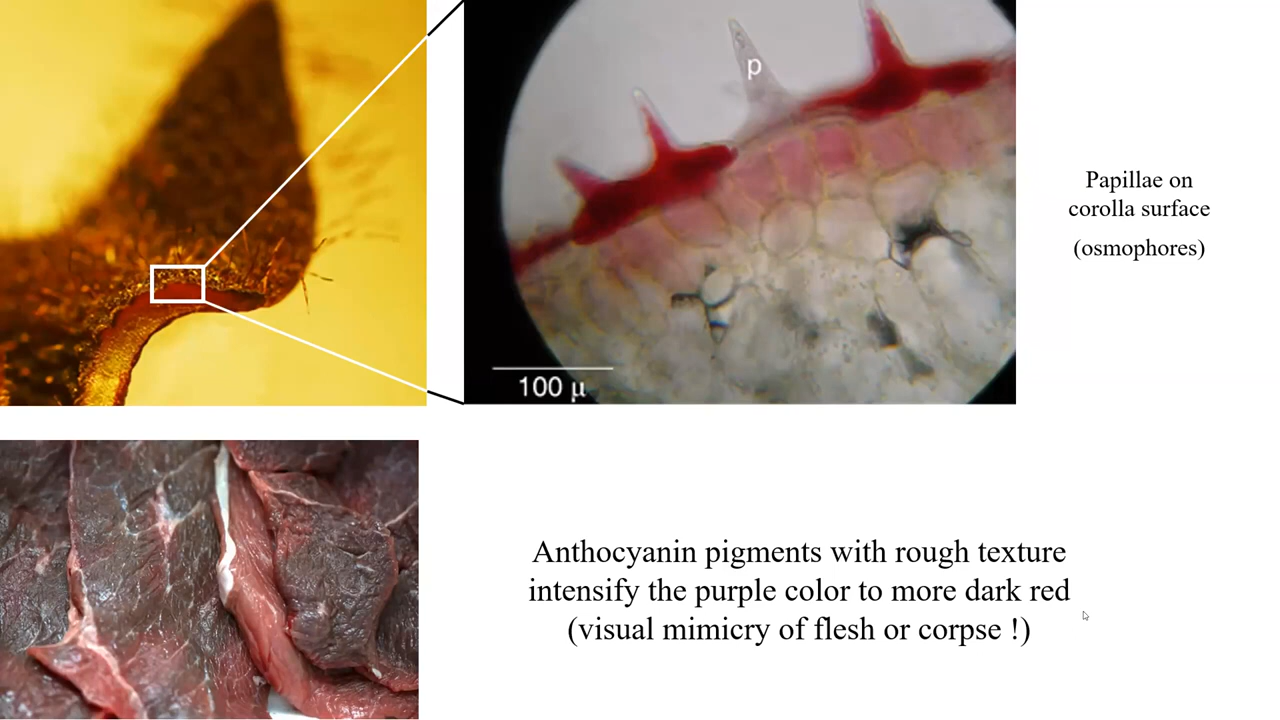 p
100 μ
Papillae on
corolla surface
(osmophores)
Anthocyanin pigments with rough texture
intensify the purple color to more dark red
(visual mimicry of flesh or corpse !)